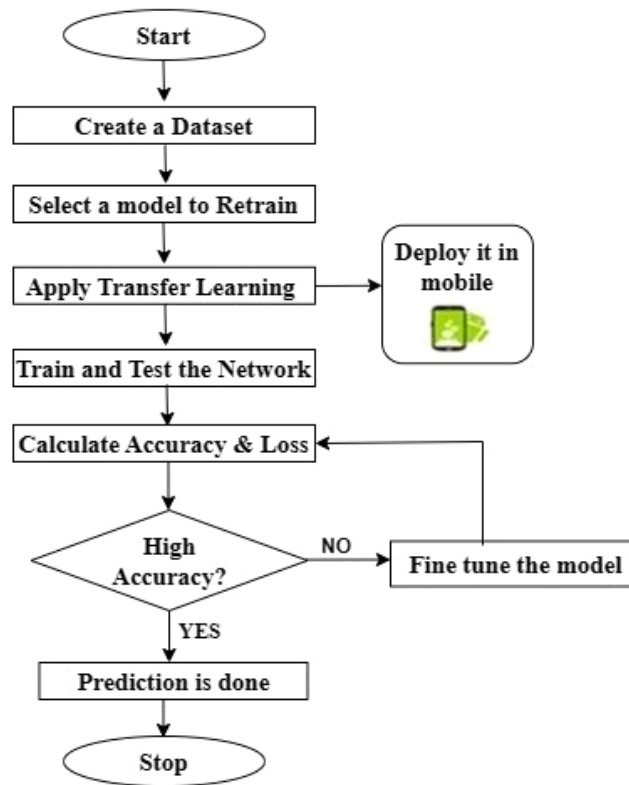 Start
Create a Dataset
Select a model to Retrain
Deploy it in
mobile
Apply Transfer Learning
Train and Test the Network
Calculate Accuracy & Loss
High
Accuracy?
NO
Fine tune the model
YES
Prediction is done
Stop